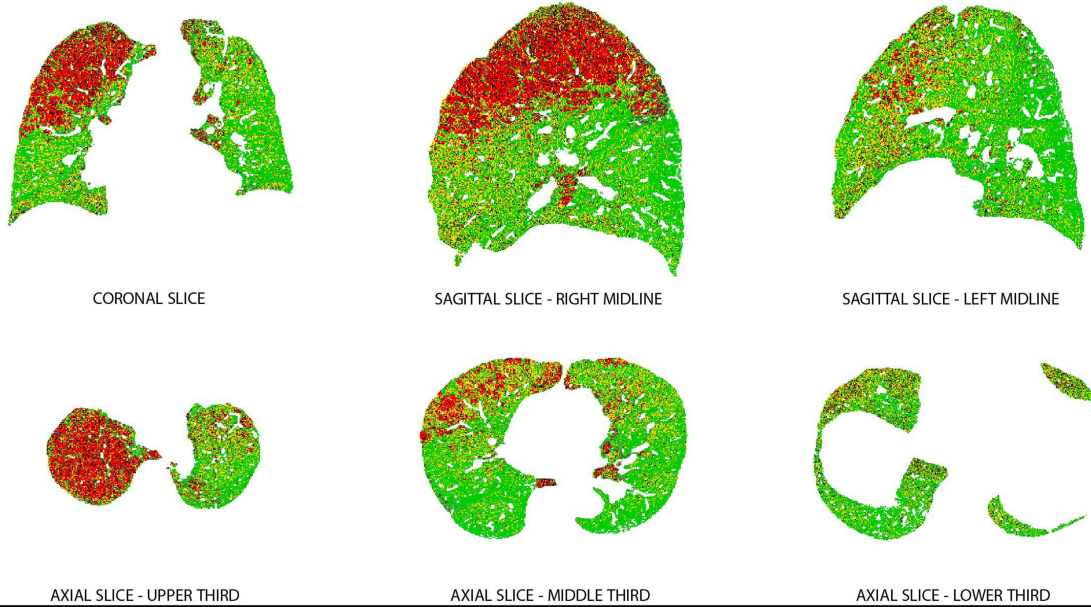 CORONAL SLICE
SAGITTAL SLICE - RIGHT MIDLINE
SAGITTAL SLICE - LEFT MIDLINE
AXIAL SLICE - UPPER THIRD
AXIAL SLICE - MIDDLE THIRD
AXIAL SLICE - LOWER THIRD